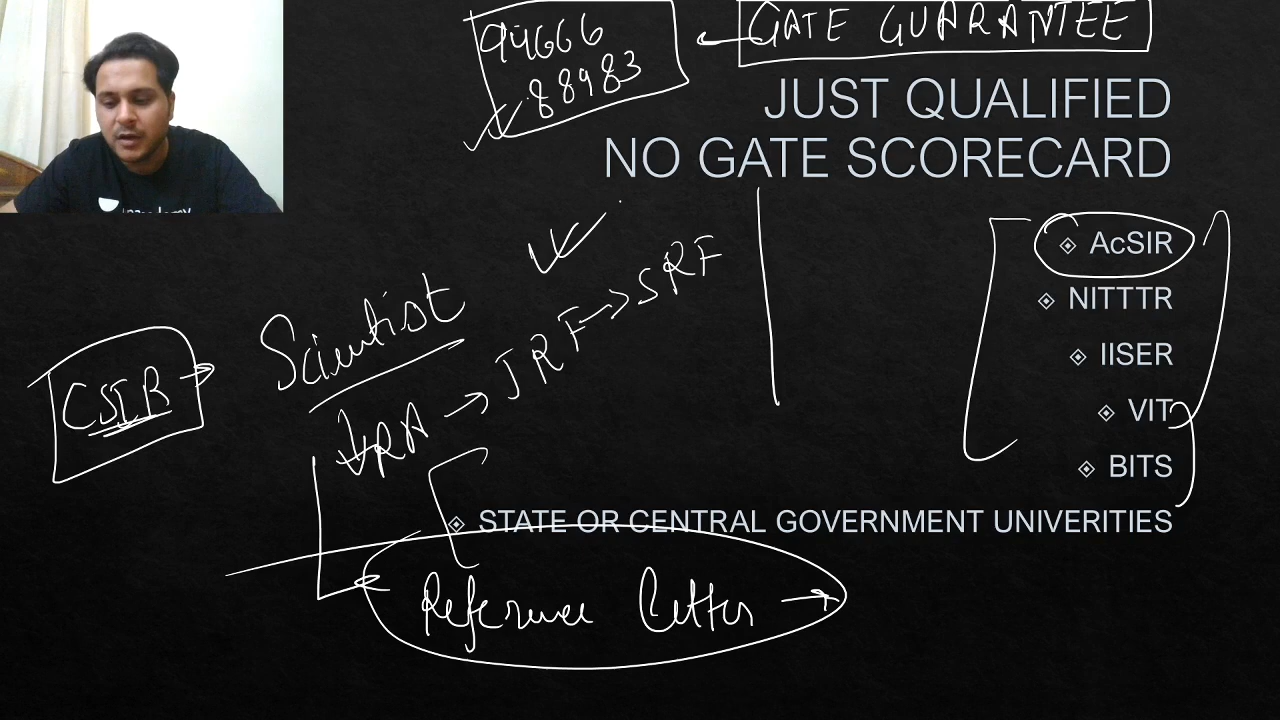 94666
88983
GATE GUARANTEE
JUST QUALIFIED
NO GATE SCORECARD
AcSIR
NITTTR
IISER
VIT
BITS
STATE OR CENTRAL GOVERNMENT UNIVERITIES
CSIR
Scientist
RA → JRF → SRF
Reference letter